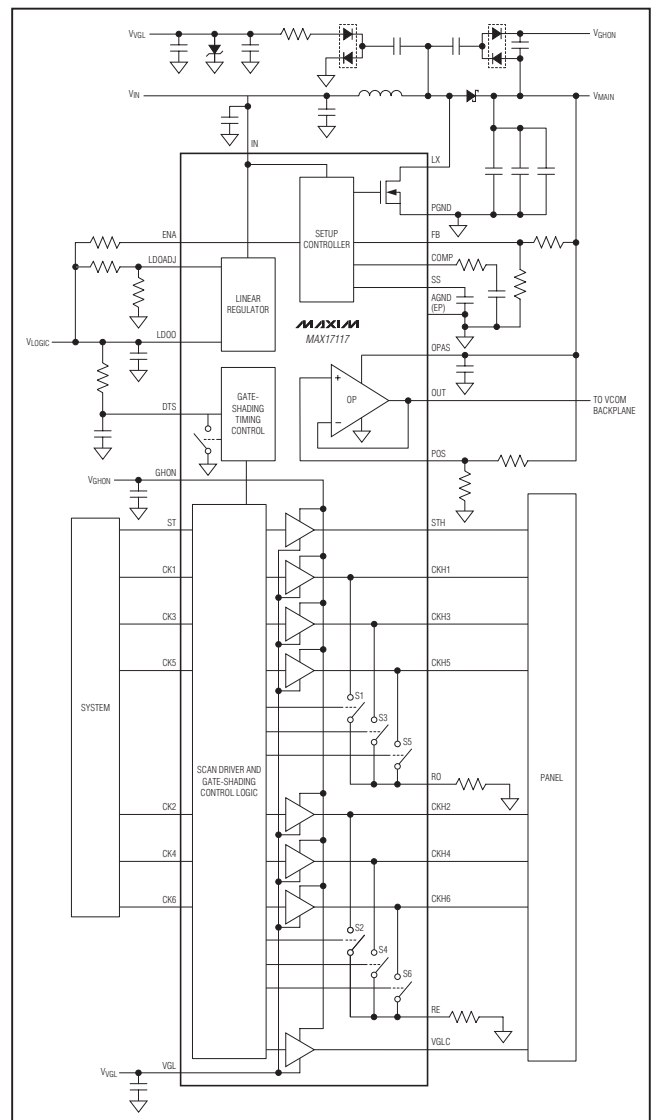 VVGL
VGHON
VIN
VMAIN
IN
LX
PGND
SETUP
CONTROLLER
ENA
FB
COMP
LDOADJ
SS
LINEAR
REGULATOR
AGND
(EP)
MAXIM
MAX17117
VLOGIC
LDOO
OPAS
GATE-
SHADING
TIMING
CONTROL
+
OP
−
OUT
TO VCOM
BACKPLANE
DTS
POS
VGHON
GHON
ST
STH
CK1
CKH1
CK3
CKH3
CK5
CKH5
SYSTEM
S1
S3
S5
SCAN DRIVER AND
GATE-SHADING
CONTROL LOGIC
RO
PANEL
CK2
CKH2
CK4
CKH4
CK6
CKH6
S2
S4
S6
RE
VGLC
VVGL
VGL